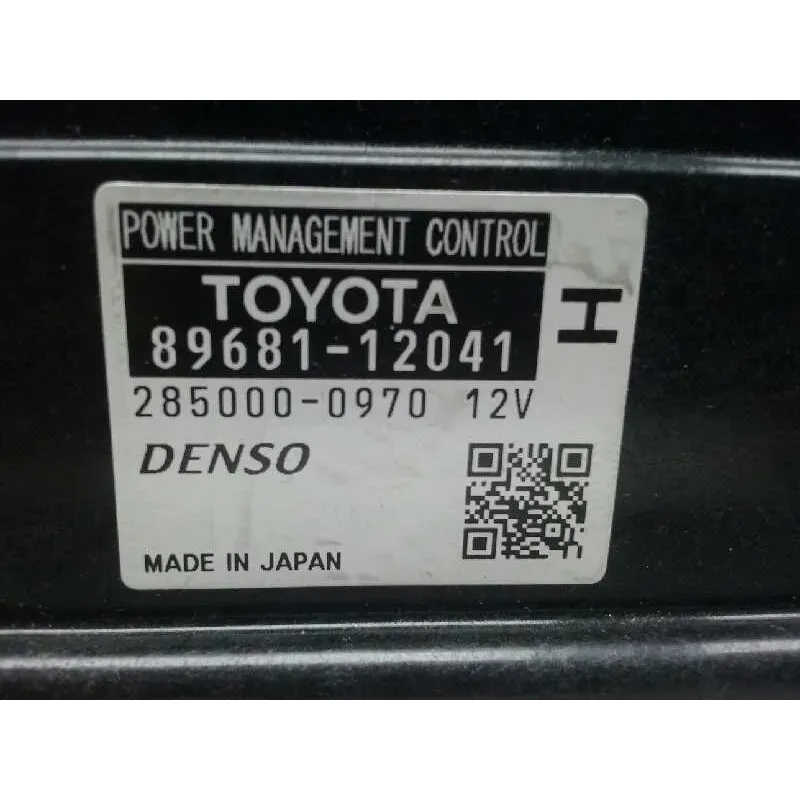 POWER MANAGEMENT CONTROL
TOYOTA
89681-12041
H
285000-0970 12V
DENSO
MADE IN JAPAN